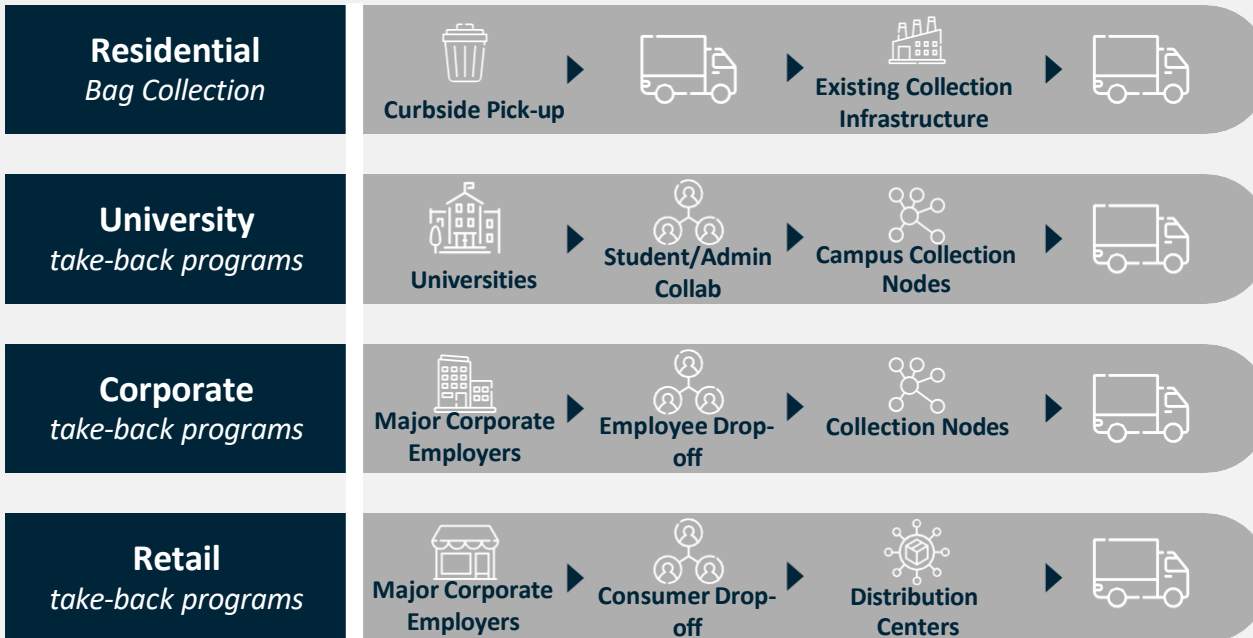 Residential
Bag Collection
Curbside Pick-up
Existing Collection
Infrastructure
University
take-back programs
Universities
Student/Admin
Collab
Campus Collection
Nodes
Corporate
take-back programs
Major Corporate
Employers
Employee Drop-
off
Collection Nodes
Retail
take-back programs
Major Corporate
Employers
Consumer Drop-
off
Distribution
Centers